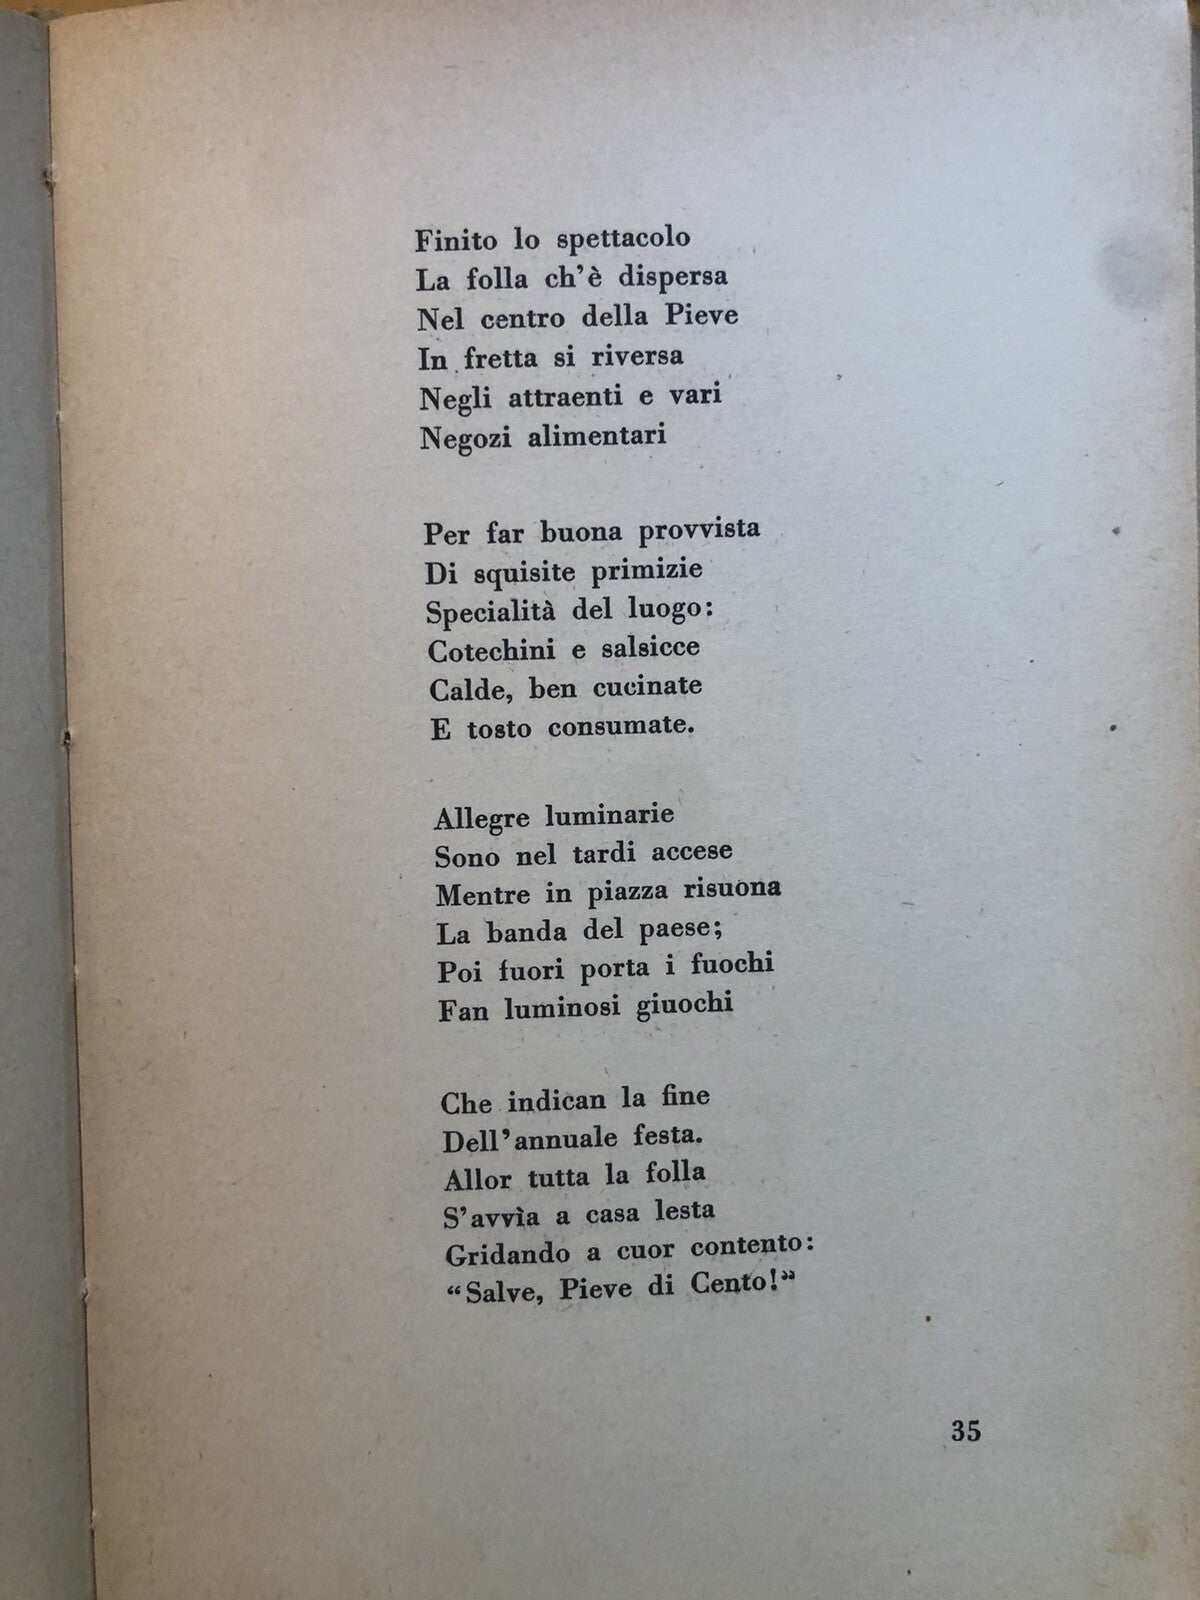 Finito lo spettacolo
La folla ch'è dispersa
Nel centro della Pieve
In fretta si riversa
Negli attraenti e vari
Negozi alimentari
Per far buona provvista
Di squisite primizie
Specialità del luogo:
Cotechini e salsicce
Calde, ben cucinate
E tosto consumate.
Allegre luminarie
Sono nel tardi accese
Mentre in piazza risuona
La banda del paese;
Poi fuori porta i fuochi
Fan luminosi giuochi
Che indican la fine
Dell'annuale festa.
Allor tutta la folla
S'avvìa a casa lesta
Gridando a cuor contento:
“Salve, Pieve di Cento!”
35